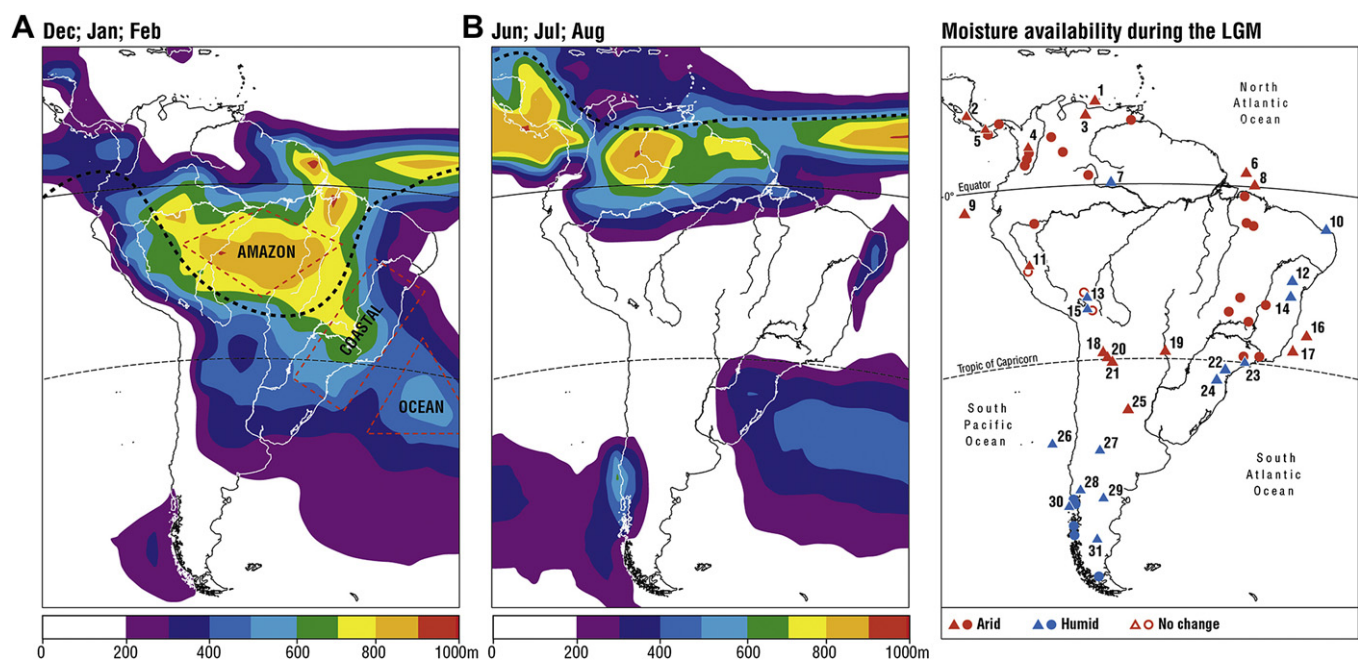 A Dec; Jan; Feb
AMAZON
COASTAL
OCEAN
0 200 400 600 800 1000m
B Jun; Jul; Aug
0 200 400 600 800 1000m
Moisture availability during the LGM
North
Atlantic
Ocean
1
2
3
4
5
6
7
8
0° Equator
9
10
11
12
13
14
15
16
17
18
19
20
21
Tropic of Capricorn
22
23
24
25
South
Pacific
Ocean
26
27
South
Atlantic
Ocean
28
29
30
31
Arid Humid No change